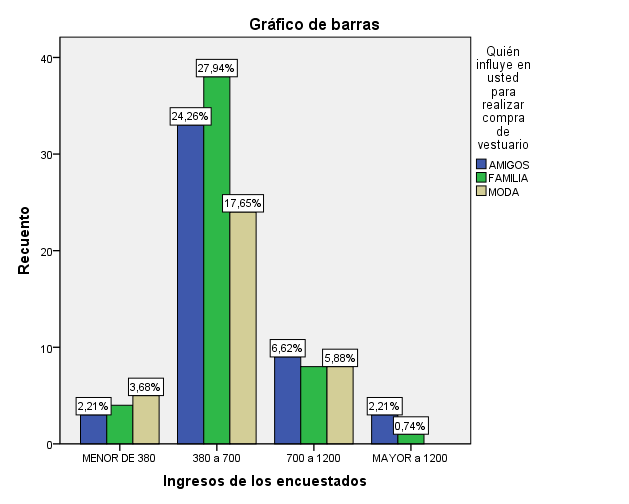 Gráfico de barras
Quién
influye en
usted
para
realizar
compra
de
vestuario
AMIGOS
FAMILIA
MODA
Recuento
40
30
20
10
0
2,21%
3,68%
24,26%
27,94%
17,65%
6,62%
5,88%
2,21%
0,74%
MENOR DE 380
380 a 700
700 a 1200
MAYOR a 1200
Ingresos de los encuestados